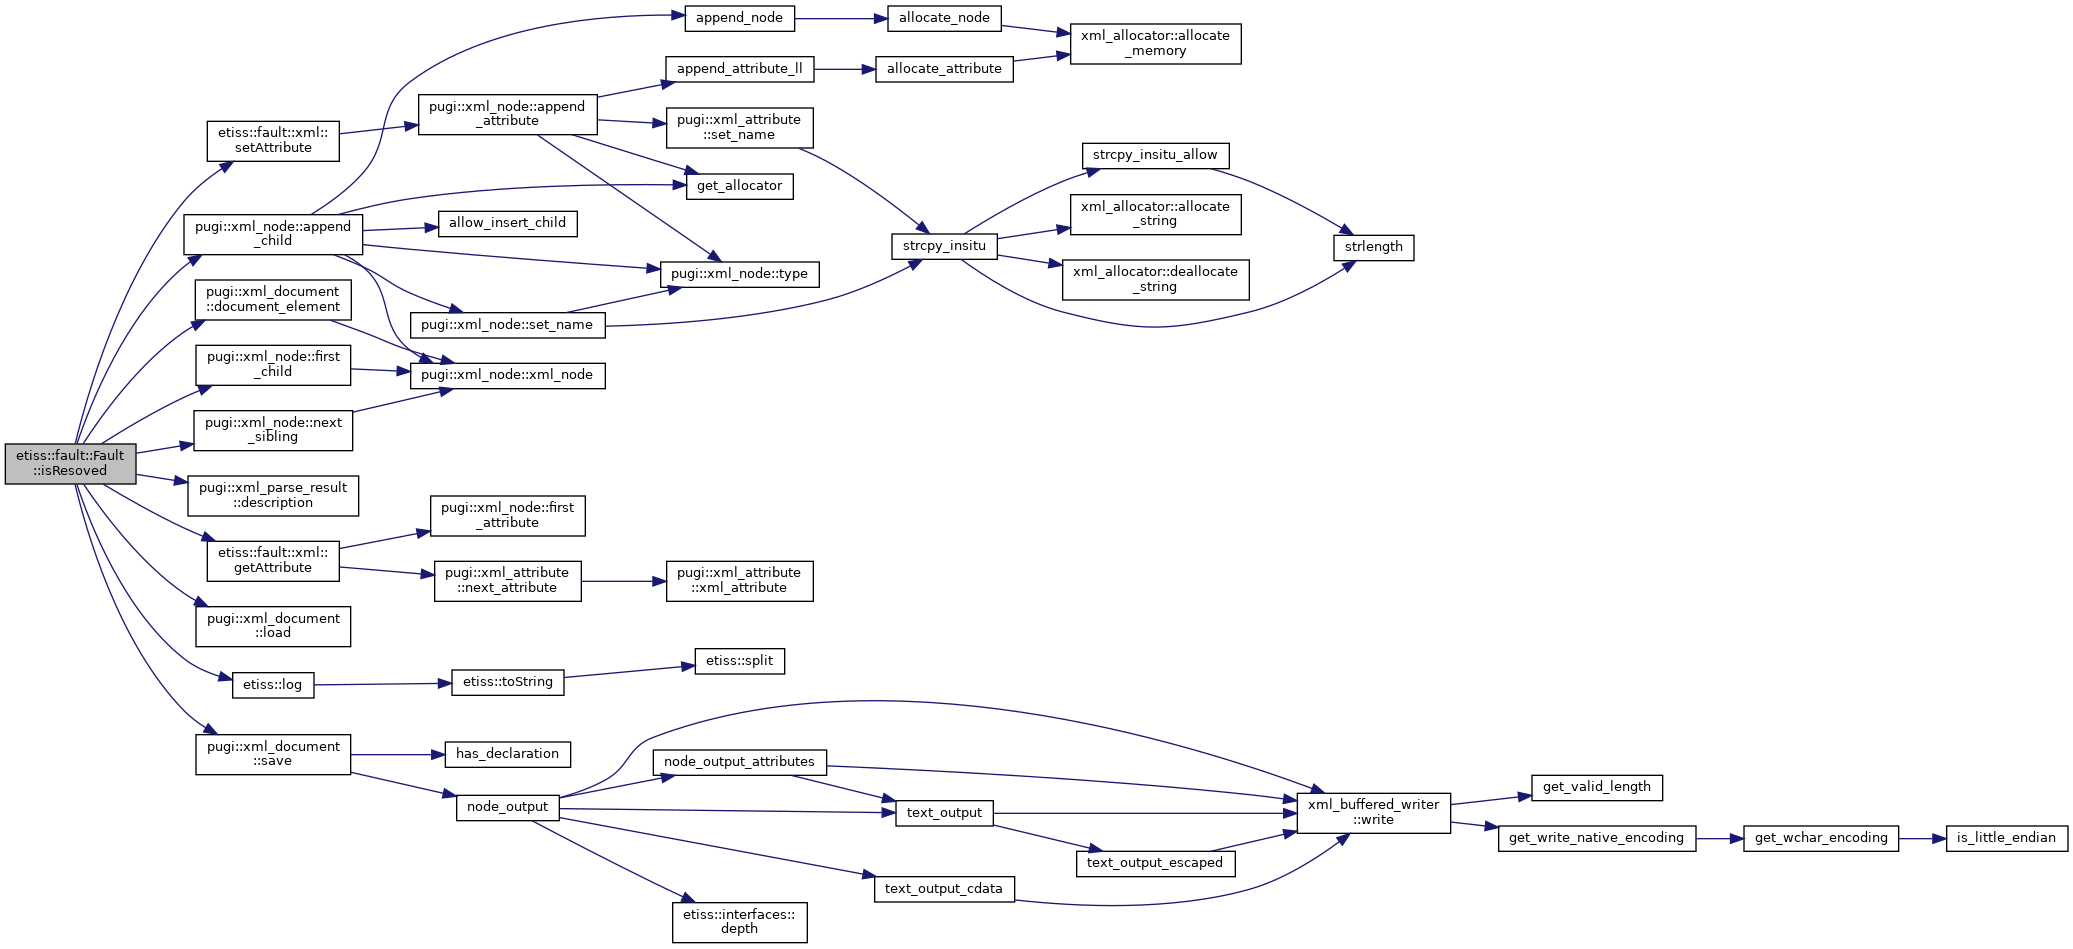 etiss::fault::Fault
::isResoved
etiss::fault::xml::
setAttribute
pugi::xml_node::append
_child
pugi::xml_document
::document_element
pugi::xml_node::first
_child
pugi::xml_node::next
_sibling
pugi::xml_parse_result
::description
etiss::fault::xml::
getAttribute
pugi::xml_document
::load
etiss::log
pugi::xml_document
::save
pugi::xml_node::append
_attribute
allow_insert_child
pugi::xml_node::set_name
pugi::xml_node::xml_node
pugi::xml_node::first
_attribute
pugi::xml_attribute
::next_attribute
etiss::toString
has_declaration
node_output
append_node
append_attribute_ll
pugi::xml_attribute
::set_name
get_allocator
pugi::xml_node::type
pugi::xml_attribute
::xml_attribute
etiss::split
node_output_attributes
etiss::interfaces::
depth
allocate_node
allocate_attribute
strcpy_insitu
text_output
text_output_cdata
xml_allocator::allocate
_memory
strcpy_insitu_allow
xml_allocator::allocate
_string
xml_allocator::deallocate
_string
text_output_escaped
strlength
xml_buffered_writer
::write
get_valid_length
get_write_native_encoding
get_wchar_encoding
is_little_endian